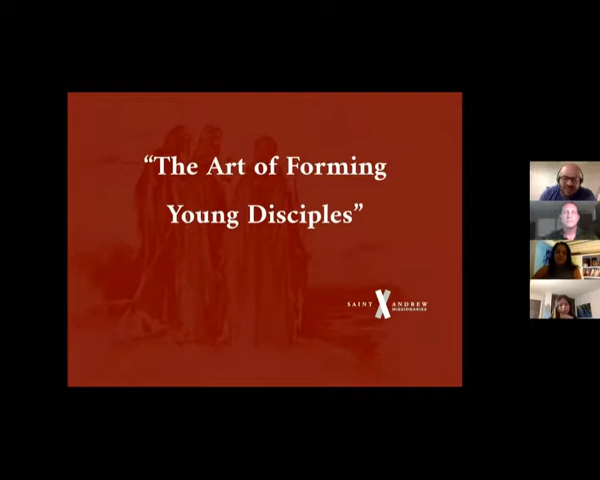 “The Art of Forming
Young Disciples”
SAINT ANDREW
MISSIONARIES